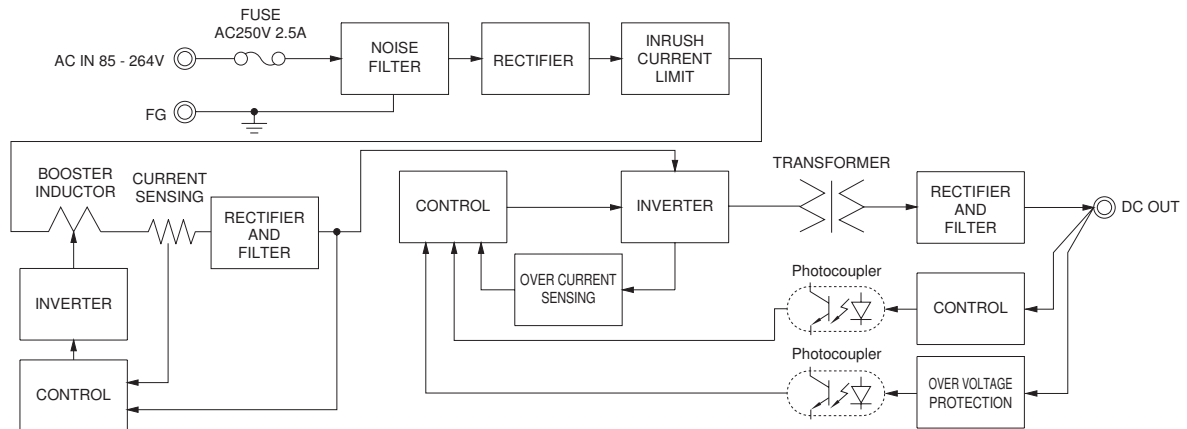 FUSE
AC250V 2.5A
AC IN 85 - 264V
NOISE
FILTER
RECTIFIER
INRUSH
CURRENT
LIMIT
FG
BOOSTER
INDUCTOR
CURRENT
SENSING
RECTIFIER
AND
FILTER
CONTROL
INVERTER
TRANSFORMER
RECTIFIER
AND
FILTER
DC OUT
OVER CURRENT
SENSING
Photocoupler
CONTROL
INVERTER
Photocoupler
OVER VOLTAGE
PROTECTION
CONTROL